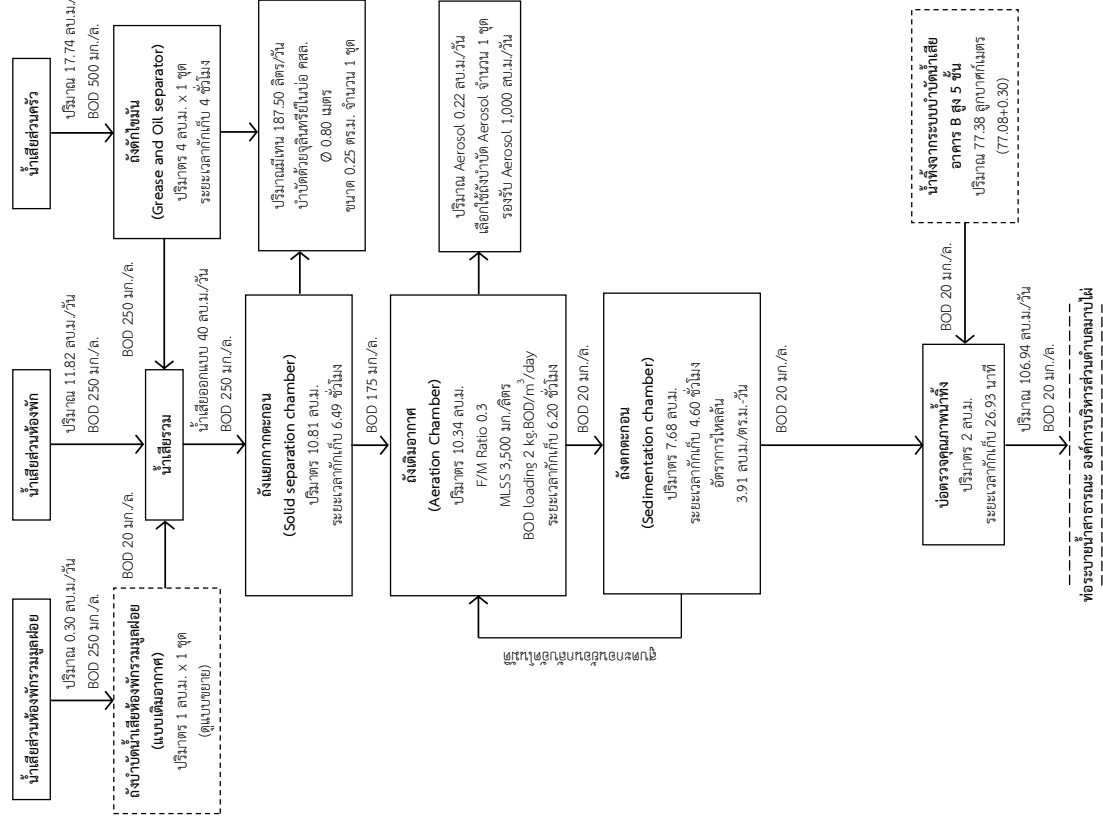 น้ำเสียส่วนห้องพักรวมมูลฝอย
ปริมาณ 0.30 ลบ.ม./วัน
BOD 250 มก./ล.
ถังบำบัดน้ำเสียห้องพักรวมมูลฝอย
(แบบเติมอากาศ)
ปริมาตร 1 ลบ.ม. x 1 ชุด
(ดูแบบขยาย)
BOD 20 มก./ล.
น้ำเสียส่วนห้องพัก
ปริมาณ 11.82 ลบ.ม./วัน
BOD 250 มก./ล.
น้ำเสียส่วนครัว
ปริมาณ 17.74 ลบ.ม./วัน
BOD 500 มก./ล.
ถังดักไขมัน
(Grease and Oil separator)
ปริมาตร 4 ลบ.ม. x 1 ชุด
ระยะเวลากักเก็บ 4 ชั่วโมง
BOD 250 มก./ล.
น้ำเสียรวม
น้ำเสียออกแบบ 40 ลบ.ม./วัน
BOD 250 มก./ล.
ถังแยกกากตะกอน
(Solid separation chamber)
ปริมาตร 10.81 ลบ.ม.
ระยะเวลากักเก็บ 6.49 ชั่วโมง
ปริมาณมีเทน 187.50 ลิตร/วัน
บำบัดด้วยจุลินทรีย์ในบ่อ คสล.
Ø 0.80 เมตร
ขนาด 0.25 ตร.ม. จำนวน 1 ชุด
BOD 175 มก./ล.
ถังเติมอากาศ
(Aeration Chamber)
ปริมาตร 10.34 ลบ.ม.
F/M Ratio 0.3
MLSS 3,500 มก./ลิตร
BOD loading 2 kg.BOD/m³/day
ระยะเวลากักเก็บ 6.20 ชั่วโมง
ปริมาณ Aerosol 0.22 ลบ.ม./วัน
เลือกใช้ถังบำบัด Aerosol จำนวน 1 ชุด
รองรับ Aerosol 1,000 ลบ.ม./วัน
BOD 20 มก./ล.
ถังตกตะกอน
(Sedimentation chamber)
ปริมาตร 7.68 ลบ.ม.
ระยะเวลากักเก็บ 4.60 ชั่วโมง
อัตราการไหลล้น
3.91 ลบ.ม./ตร.ม.-วัน
สูบตะกอนย้อนกลับอัตโนมัติ
BOD 20 มก./ล.
น้ำทิ้งจากระบบบำบัดน้ำเสีย
อาคาร B สูง 5 ชั้น
ปริมาณ 77.38 ลูกบาศก์เมตร
(77.08+0.30)
BOD 20 มก./ล.
บ่อตรวจคุณภาพน้ำทิ้ง
ปริมาตร 2 ลบ.ม.
ระยะเวลากักเก็บ 26.93 นาที
ปริมาณ 106.94 ลบ.ม./วัน
BOD 20 มก./ล.
ท่อระบายน้ำสาธารณะ องค์การบริหารส่วนตำบลมาบไผ่